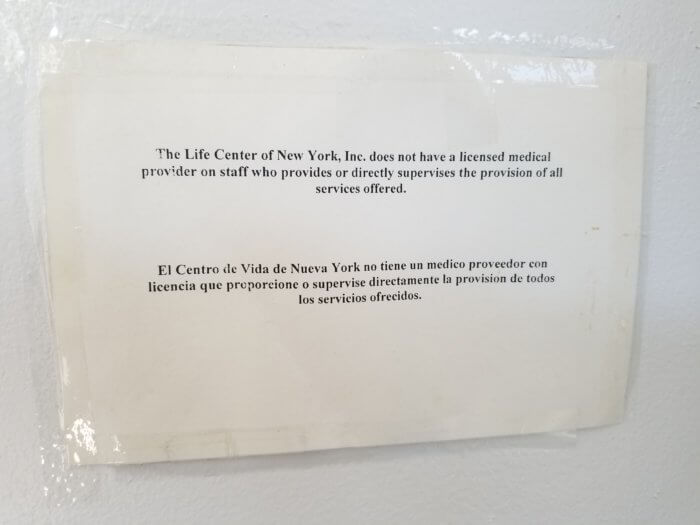 The Life Center of New York, Inc. does not have a licensed medical
provider on staff who provides or directly supervises the provision of all
services offered.
El Centro de Vida de Nueva York no tiene un medico proveedor con
licencia que proporcione o supervise directamente la provision de todos
los servicios ofrecidos.